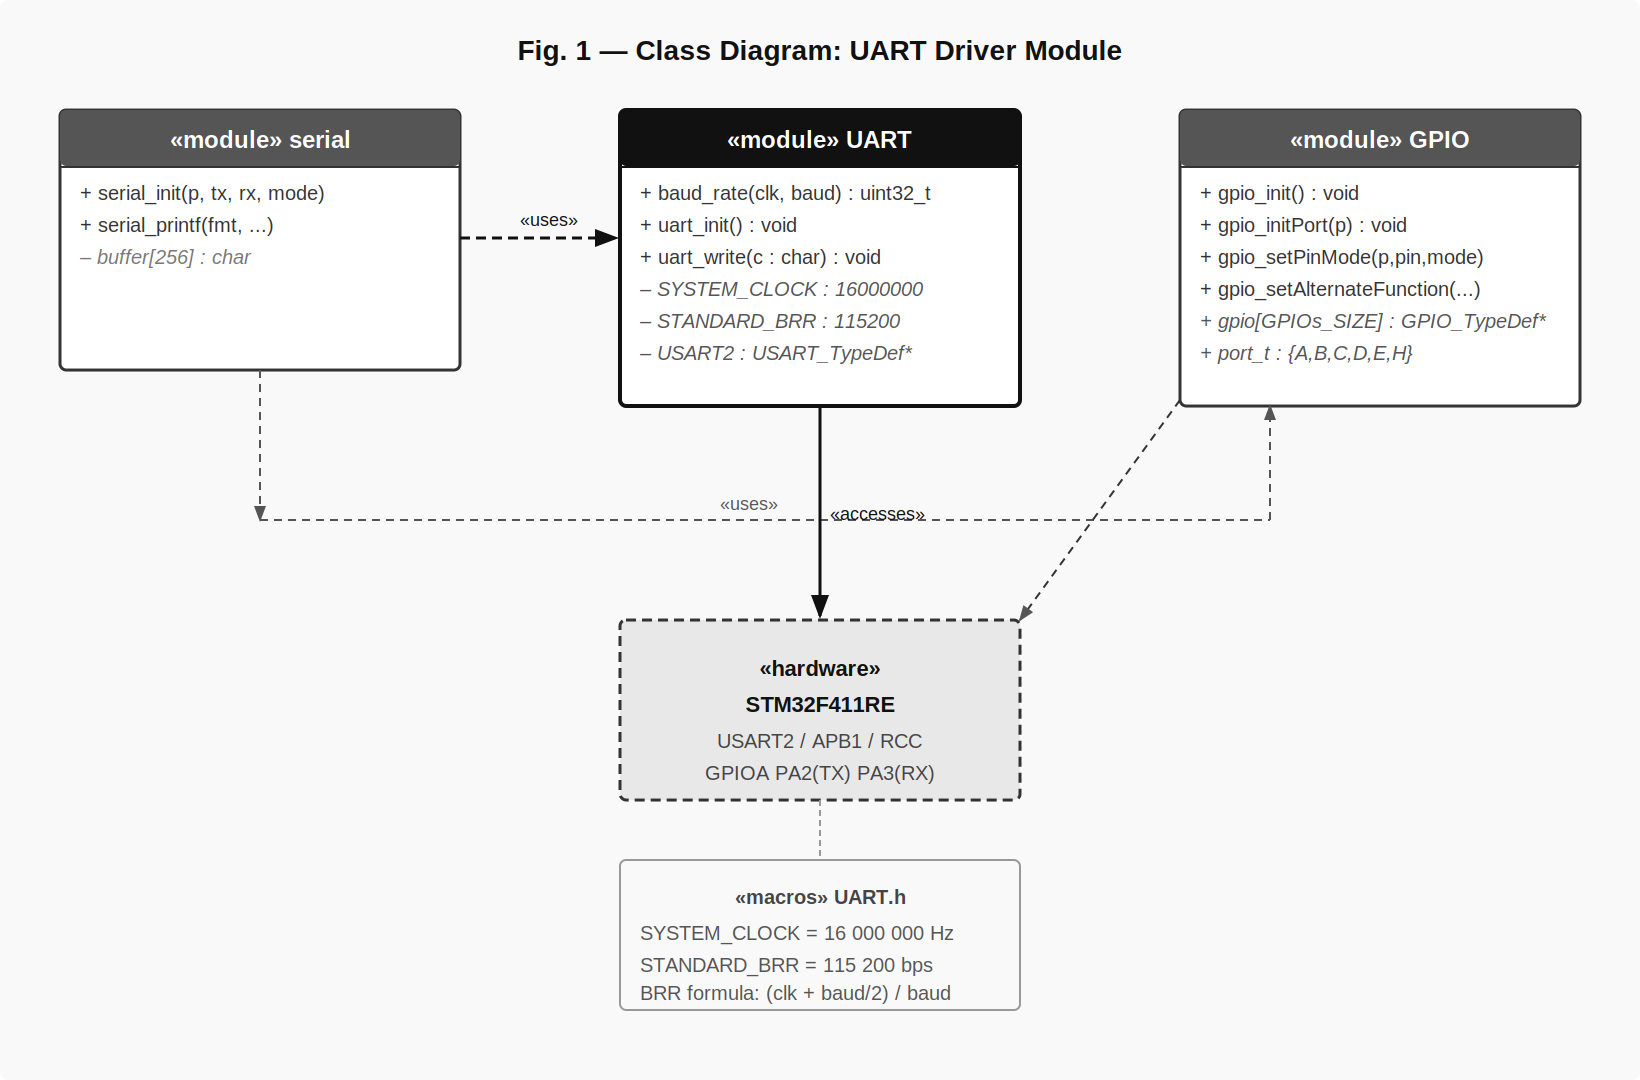 Fig. 1 — Class Diagram: UART Driver Module
«module» serial
+ serial_init(p, tx, rx, mode)
+ serial_printf(fmt, ...)
– buffer[256] : char
«uses»
«module» UART
+ baud_rate(clk, baud) : uint32_t
+ uart_init() : void
+ uart_write(c : char) : void
– SYSTEM_CLOCK : 16000000
– STANDARD_BRR : 115200
– USART2 : USART_TypeDef*
«module» GPIO
+ gpio_init() : void
+ gpio_initPort(p) : void
+ gpio_setPinMode(p,pin,mode)
+ gpio_setAlternateFunction(...)
+ gpio[GPIOs_SIZE] : GPIO_TypeDef*
+ port_t : {A,B,C,D,E,H}
«uses»
«accesses»
«hardware»
STM32F411RE
USART2 / APB1 / RCC
GPIOA PA2(TX) PA3(RX)
«macros» UART.h
SYSTEM_CLOCK = 16 000 000 Hz
STANDARD_BRR = 115 200 bps
BRR formula: (clk + baud/2) / baud